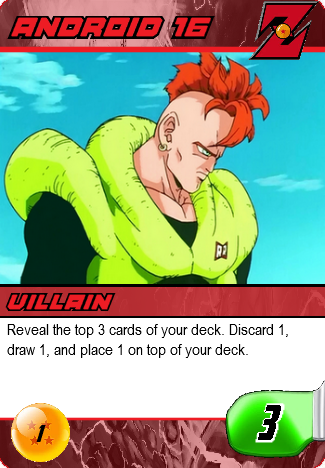 ANDROID 16
VILLAIN
Reveal the top 3 cards of your deck. Discard 1,
draw 1, and place 1 on top of your deck.
1
3